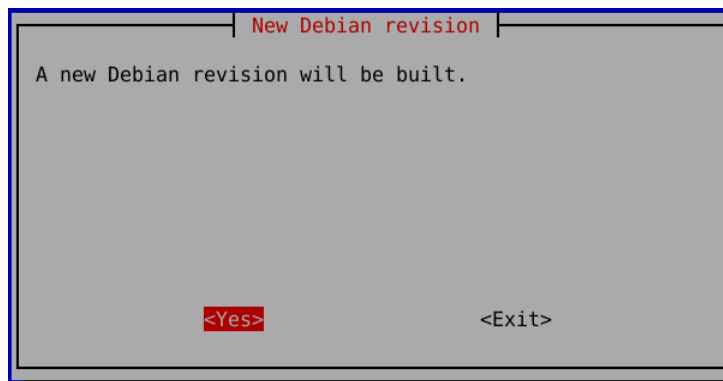 New Debian revision
A new Debian revision will be built.
<Yes> <Exit>